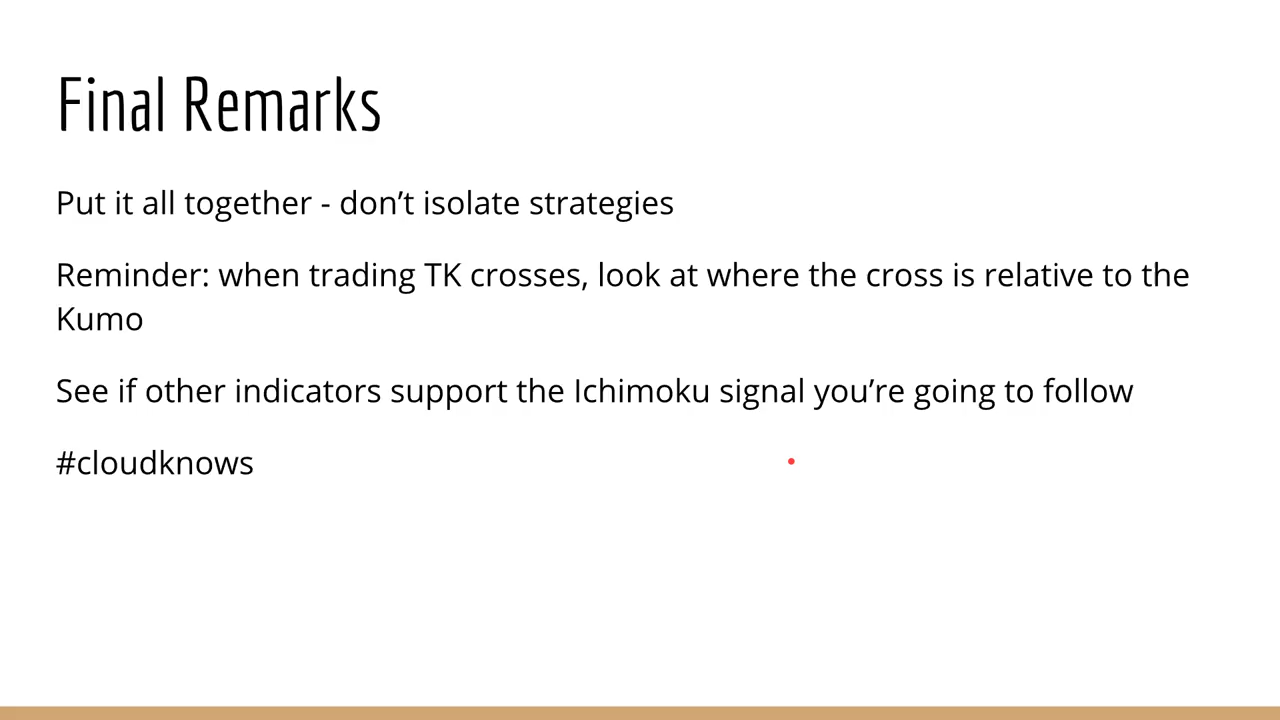 Final Remarks
Put it all together - don’t isolate strategies
Reminder: when trading TK crosses, look at where the cross is relative to the
Kumo
See if other indicators support the Ichimoku signal you’re going to follow
#cloudknows